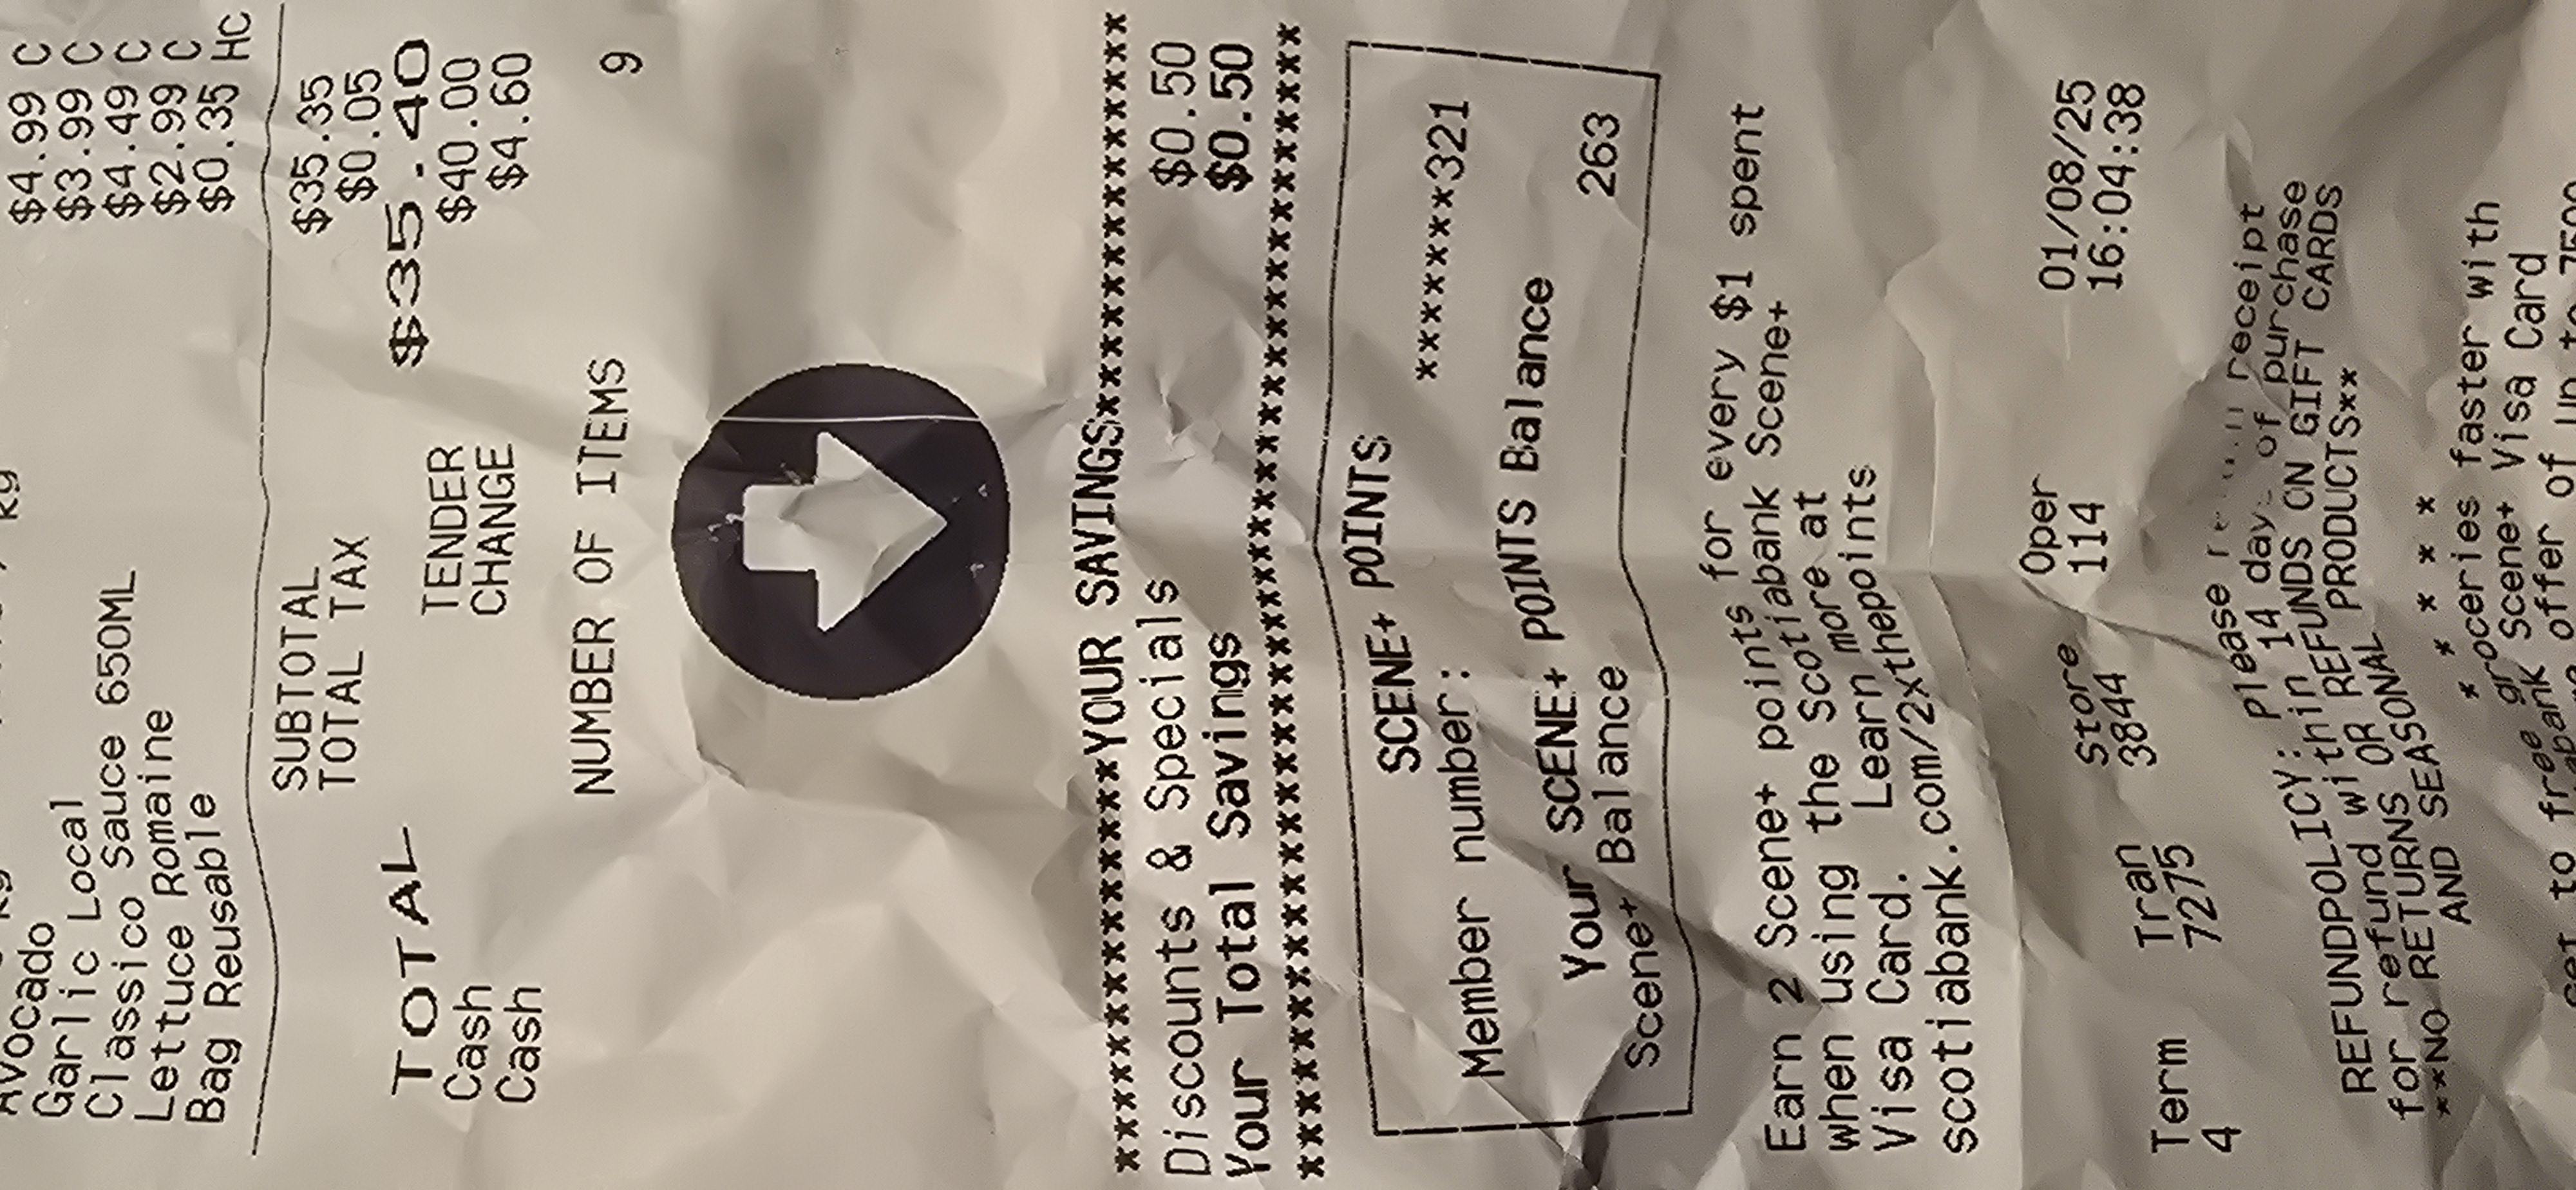 kg
kg
Avocado $4.99 C
Garlic Local $3.99 C
Classico Sauce 650ML $4.49 C
Lettuce Romaine $2.99 C
Bag Reusable $0.35 HC
SUBTOTAL $35.35
TOTAL TAX $0.05
TOTAL $35.40
Cash TENDER $40.00
Cash CHANGE $4.60
NUMBER OF ITEMS 9
***********YOUR SAVINGS***********
Discounts & Specials $0.50
Your Total Savings $0.50
**********************************
SCENE+ POINTS
Member number: ********321
Your SCENE+ POINTS Balance
Scene+ Balance 263
Earn 2 Scene+ points for every $1 spent
when using the Scotiabank Scene+
Visa Card. Learn more at
scotiabank.com/2xthepoints
Term Tran Store Oper 01/08/25
4 7275 3844 114 16:04:38
REFUNDPOLICY: Please receipt
for refund within 14 days of purchase
**NO RETURNS OR REFUNDS ON GIFT CARDS
AND SEASONAL PRODUCTS**
* * * * *
groceries faster with
Scene+ Visa Card
offer of up to